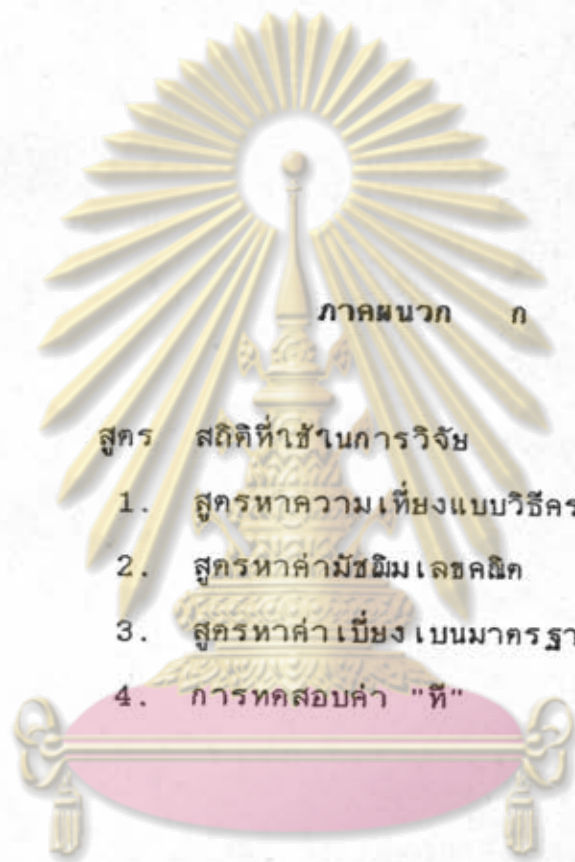 ภาคผนวก ก
สูตร สถิติที่ใช้ในการวิจัย
1. สูตรหาความเที่ยงแบบวิธีคร
2. สูตรหาค่ามัชฌิมเลขคณิต
3. สูตรหาค่าเบี่ยงเบนมาตรฐา
4. การทดสอบค่า "ที"